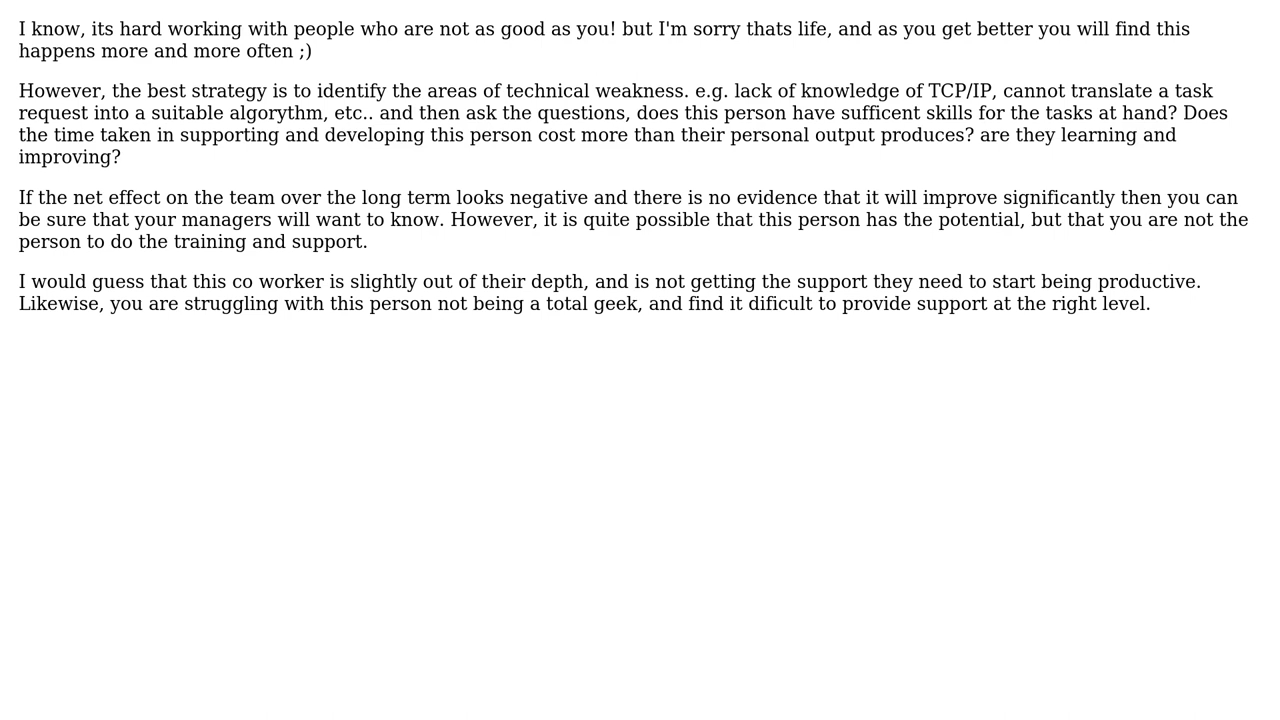 I know, its hard working with people who are not as good as you! but I'm sorry thats life, and as you get better you will find this
happens more and more often ;)
However, the best strategy is to identify the areas of technical weakness. e.g. lack of knowledge of TCP/IP, cannot translate a task
request into a suitable algorythm, etc.. and then ask the questions, does this person have sufficent skills for the tasks at hand? Does
the time taken in supporting and developing this person cost more than their personal output produces? are they learning and
improving?
If the net effect on the team over the long term looks negative and there is no evidence that it will improve significantly then you can
be sure that your managers will want to know. However, it is quite possible that this person has the potential, but that you are not the
person to do the training and support.
I would guess that this co worker is slightly out of their depth, and is not getting the support they need to start being productive.
Likewise, you are struggling with this person not being a total geek, and find it dificult to provide support at the right level.